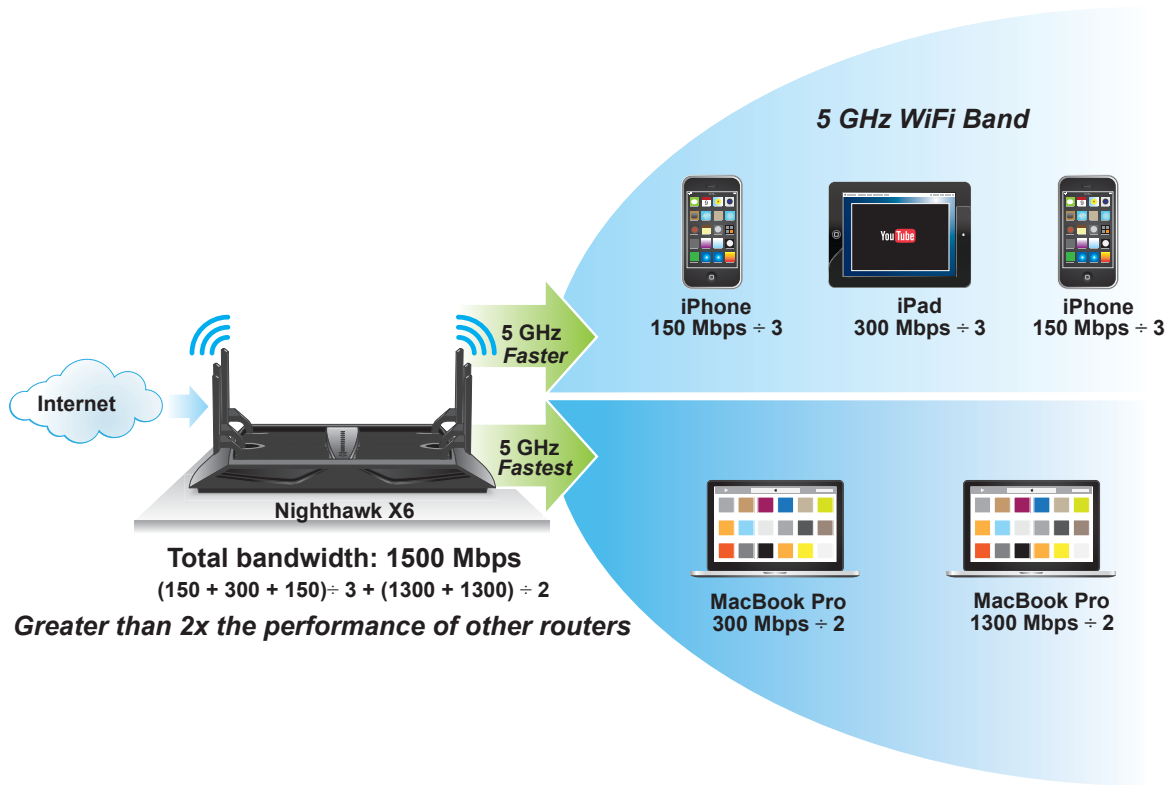 5 GHz WiFi Band
You Tube
iPhone
150 Mbps ÷ 3
iPad
300 Mbps ÷ 3
iPhone
150 Mbps ÷ 3
5 GHz
Faster
Internet
5 GHz
Fastest
Nighthawk X6
Total bandwidth: 1500 Mbps
(150 + 300 + 150)÷ 3 + (1300 + 1300) ÷ 2
Greater than 2x the performance of other routers
MacBook Pro
300 Mbps ÷ 2
MacBook Pro
1300 Mbps ÷ 2